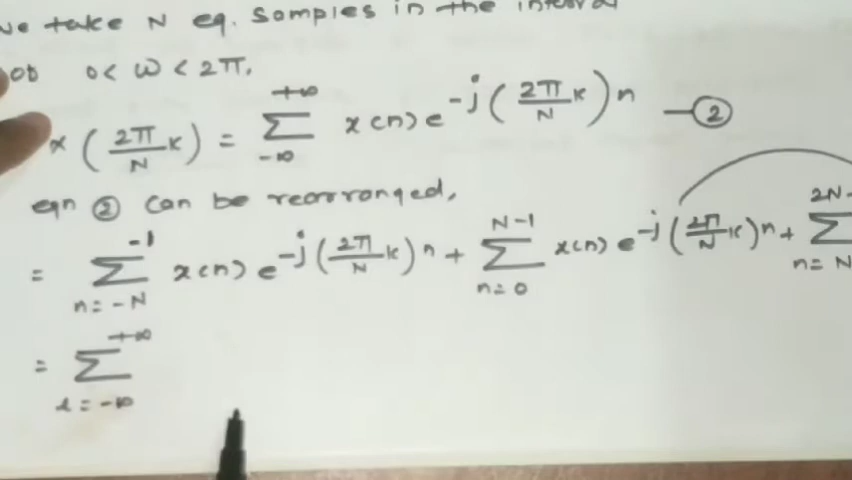 we take N eq. samples in the interval
of 0 < ω < 2π.
x(2π/N k) = Σ_{-∞}^{+∞} x(n) e^{-j(2π/N k)n} —②
eqn ② can be rearranged,
= Σ_{n=-N}^{-1} x(n) e^{-j(2π/N k)n} + Σ_{n=0}^{N-1} x(n) e^{-j(2π/N k)n} + Σ_{n=N}^{2N-
= Σ_{l=-∞}^{+∞}